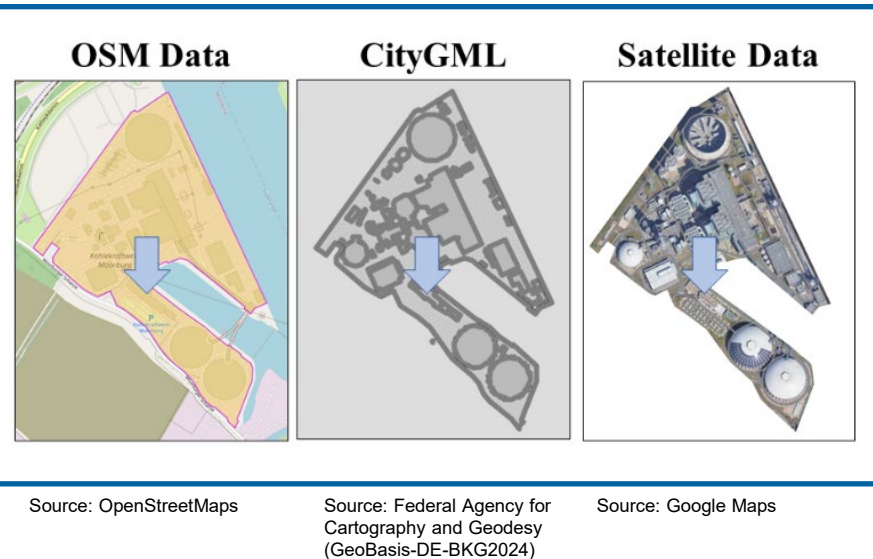 OSM Data
CityGML
Satellite Data
Kohlekraftwerk
Moorburg
P
Source: OpenStreetMaps
Source: Federal Agency for
Cartography and Geodesy
(GeoBasis-DE-BKG2024)
Source: Google Maps